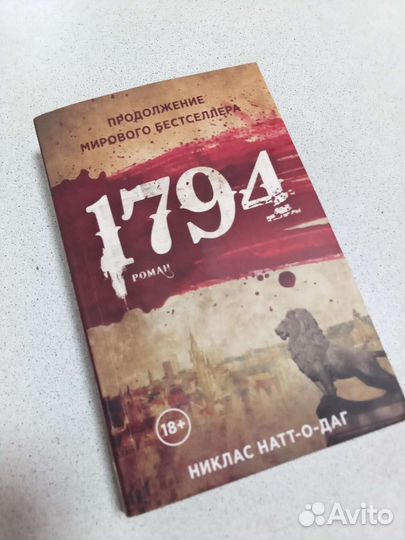 ПРОДОЛЖЕНИЕ
МИРОВОГО БЕСТСЕЛЛЕРА
1794
РОМАН
18+
НИКЛАС НАТТ-О-ДАГ
Avito